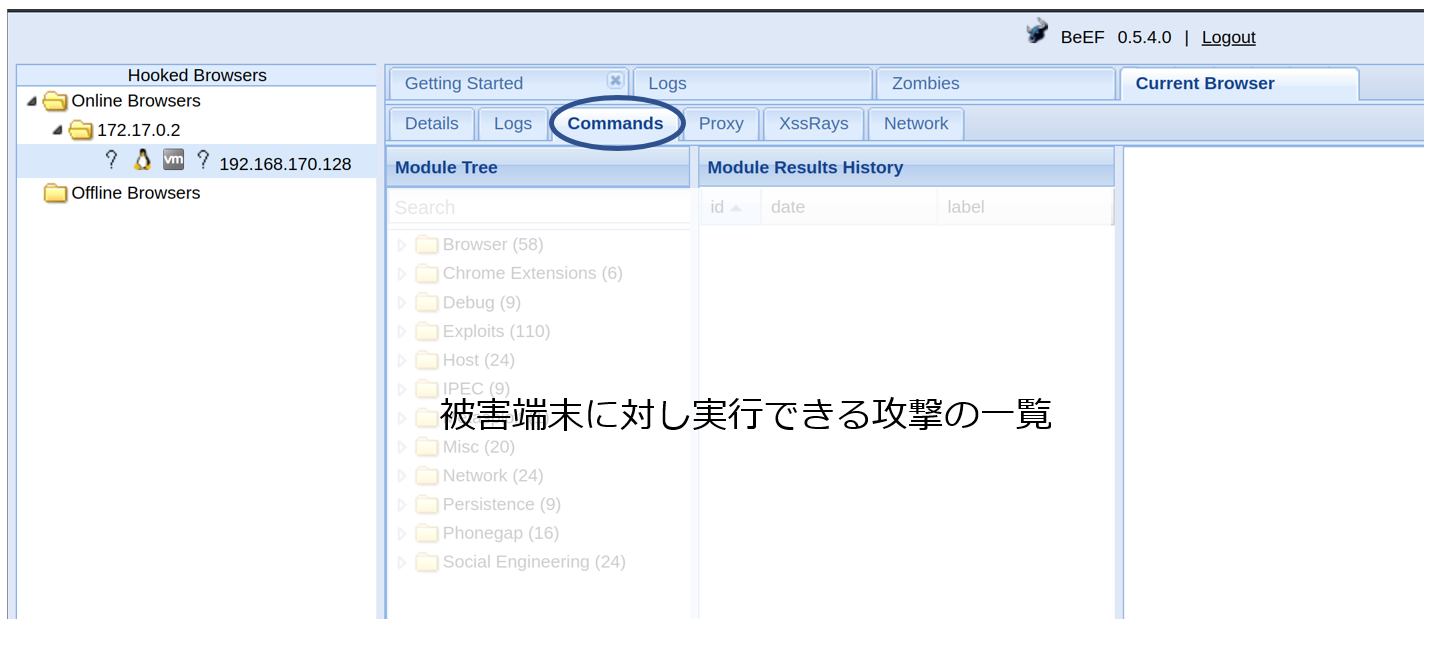 BeEF 0.5.4.0 | Logout
Hooked Browsers
Online Browsers
172.17.0.2
? vm ? 192.168.170.128
Offline Browsers
Getting Started Logs Zombies Current Browser
Details Logs Commands Proxy XssRays Network
Module Tree
Search
Browser (58)
Chrome Extensions (6)
Debug (9)
Exploits (110)
Host (24)
IPEC (9)
Misc (20)
Network (24)
Persistence (9)
Phonegap (16)
Social Engineering (24)
Module Results History
id date label
被害端末に対し実行できる攻撃の一覧